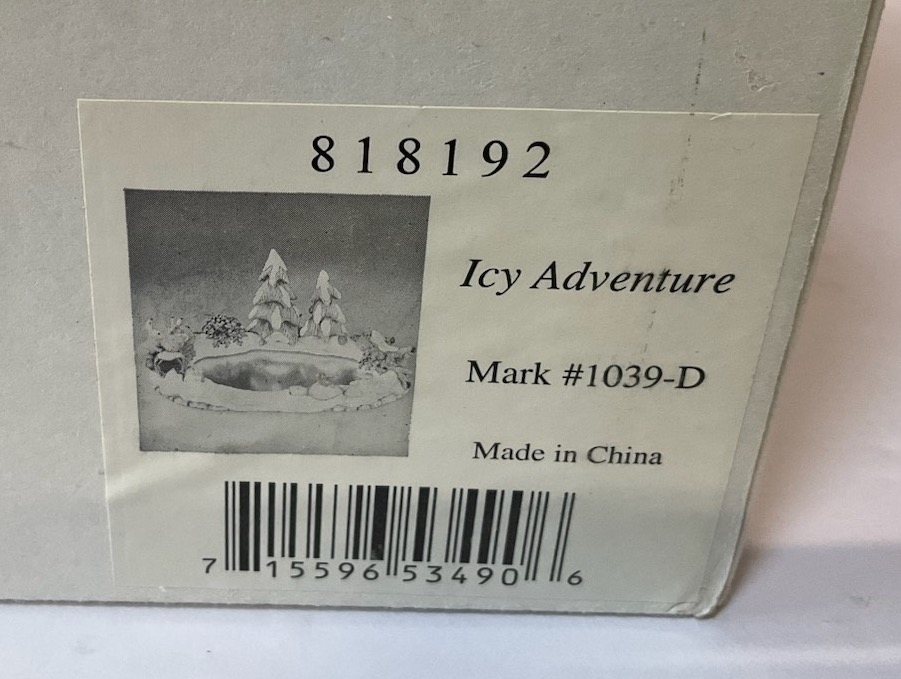 818192
Icy Adventure
Mark #1039-D
Made in China
7 15596 53490 6